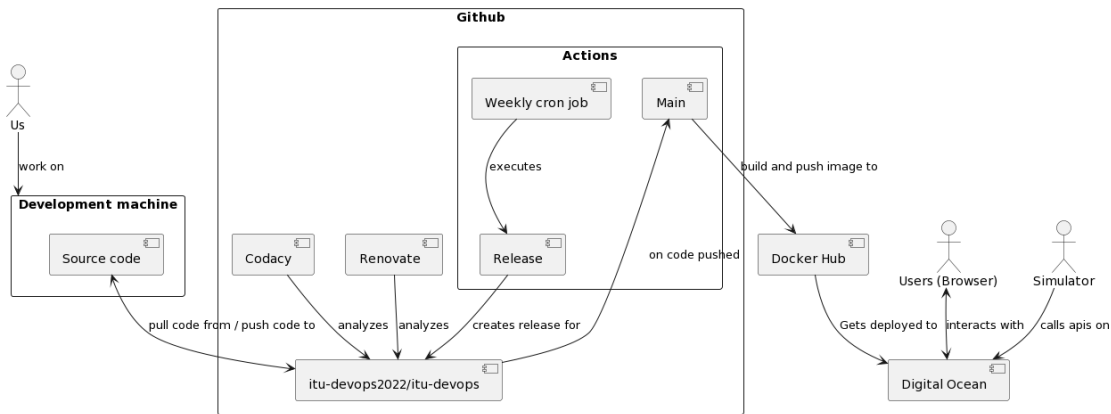 Github
Actions
Weekly cron job
Main
Us
work on
executes
build and push image to
Development machine
Source code
Codacy
Renovate
Release
on code pushed
Docker Hub
Users (Browser)
Simulator
pull code from / push code to
analyzes
analyzes
creates release for
Gets deployed to
interacts with
calls apis on
itu-devops2022/itu-devops
Digital Ocean